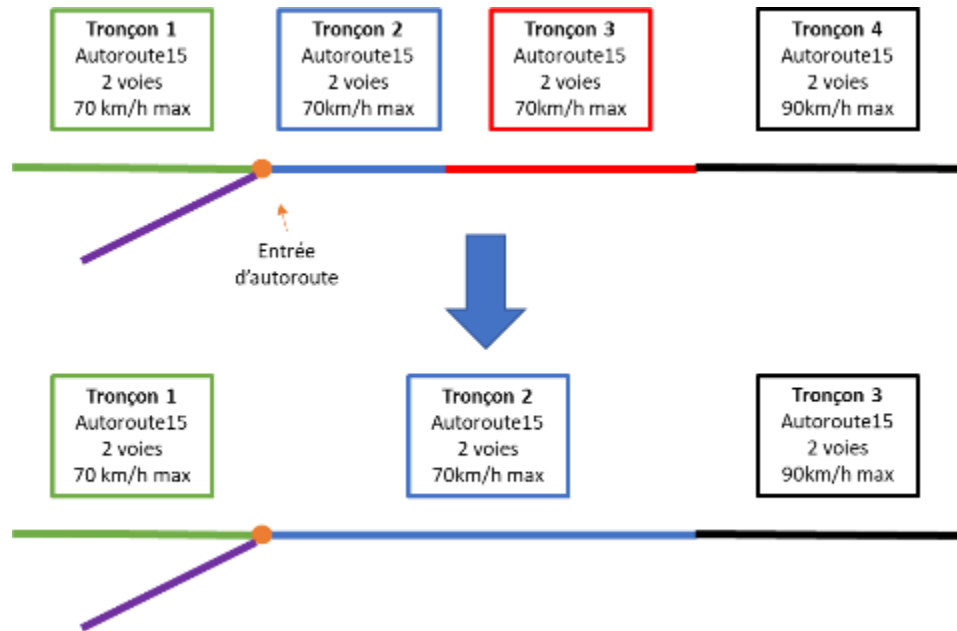 Tronçon 1
Autoroute15
2 voies
70 km/h max
Tronçon 2
Autoroute15
2 voies
70km/h max
Tronçon 3
Autoroute15
2 voies
70km/h max
Tronçon 4
Autoroute15
2 voies
90km/h max
Entrée
d'autoroute
Tronçon 1
Autoroute15
2 voies
70 km/h max
Tronçon 2
Autoroute15
2 voies
70km/h max
Tronçon 3
Autoroute15
2 voies
90km/h max